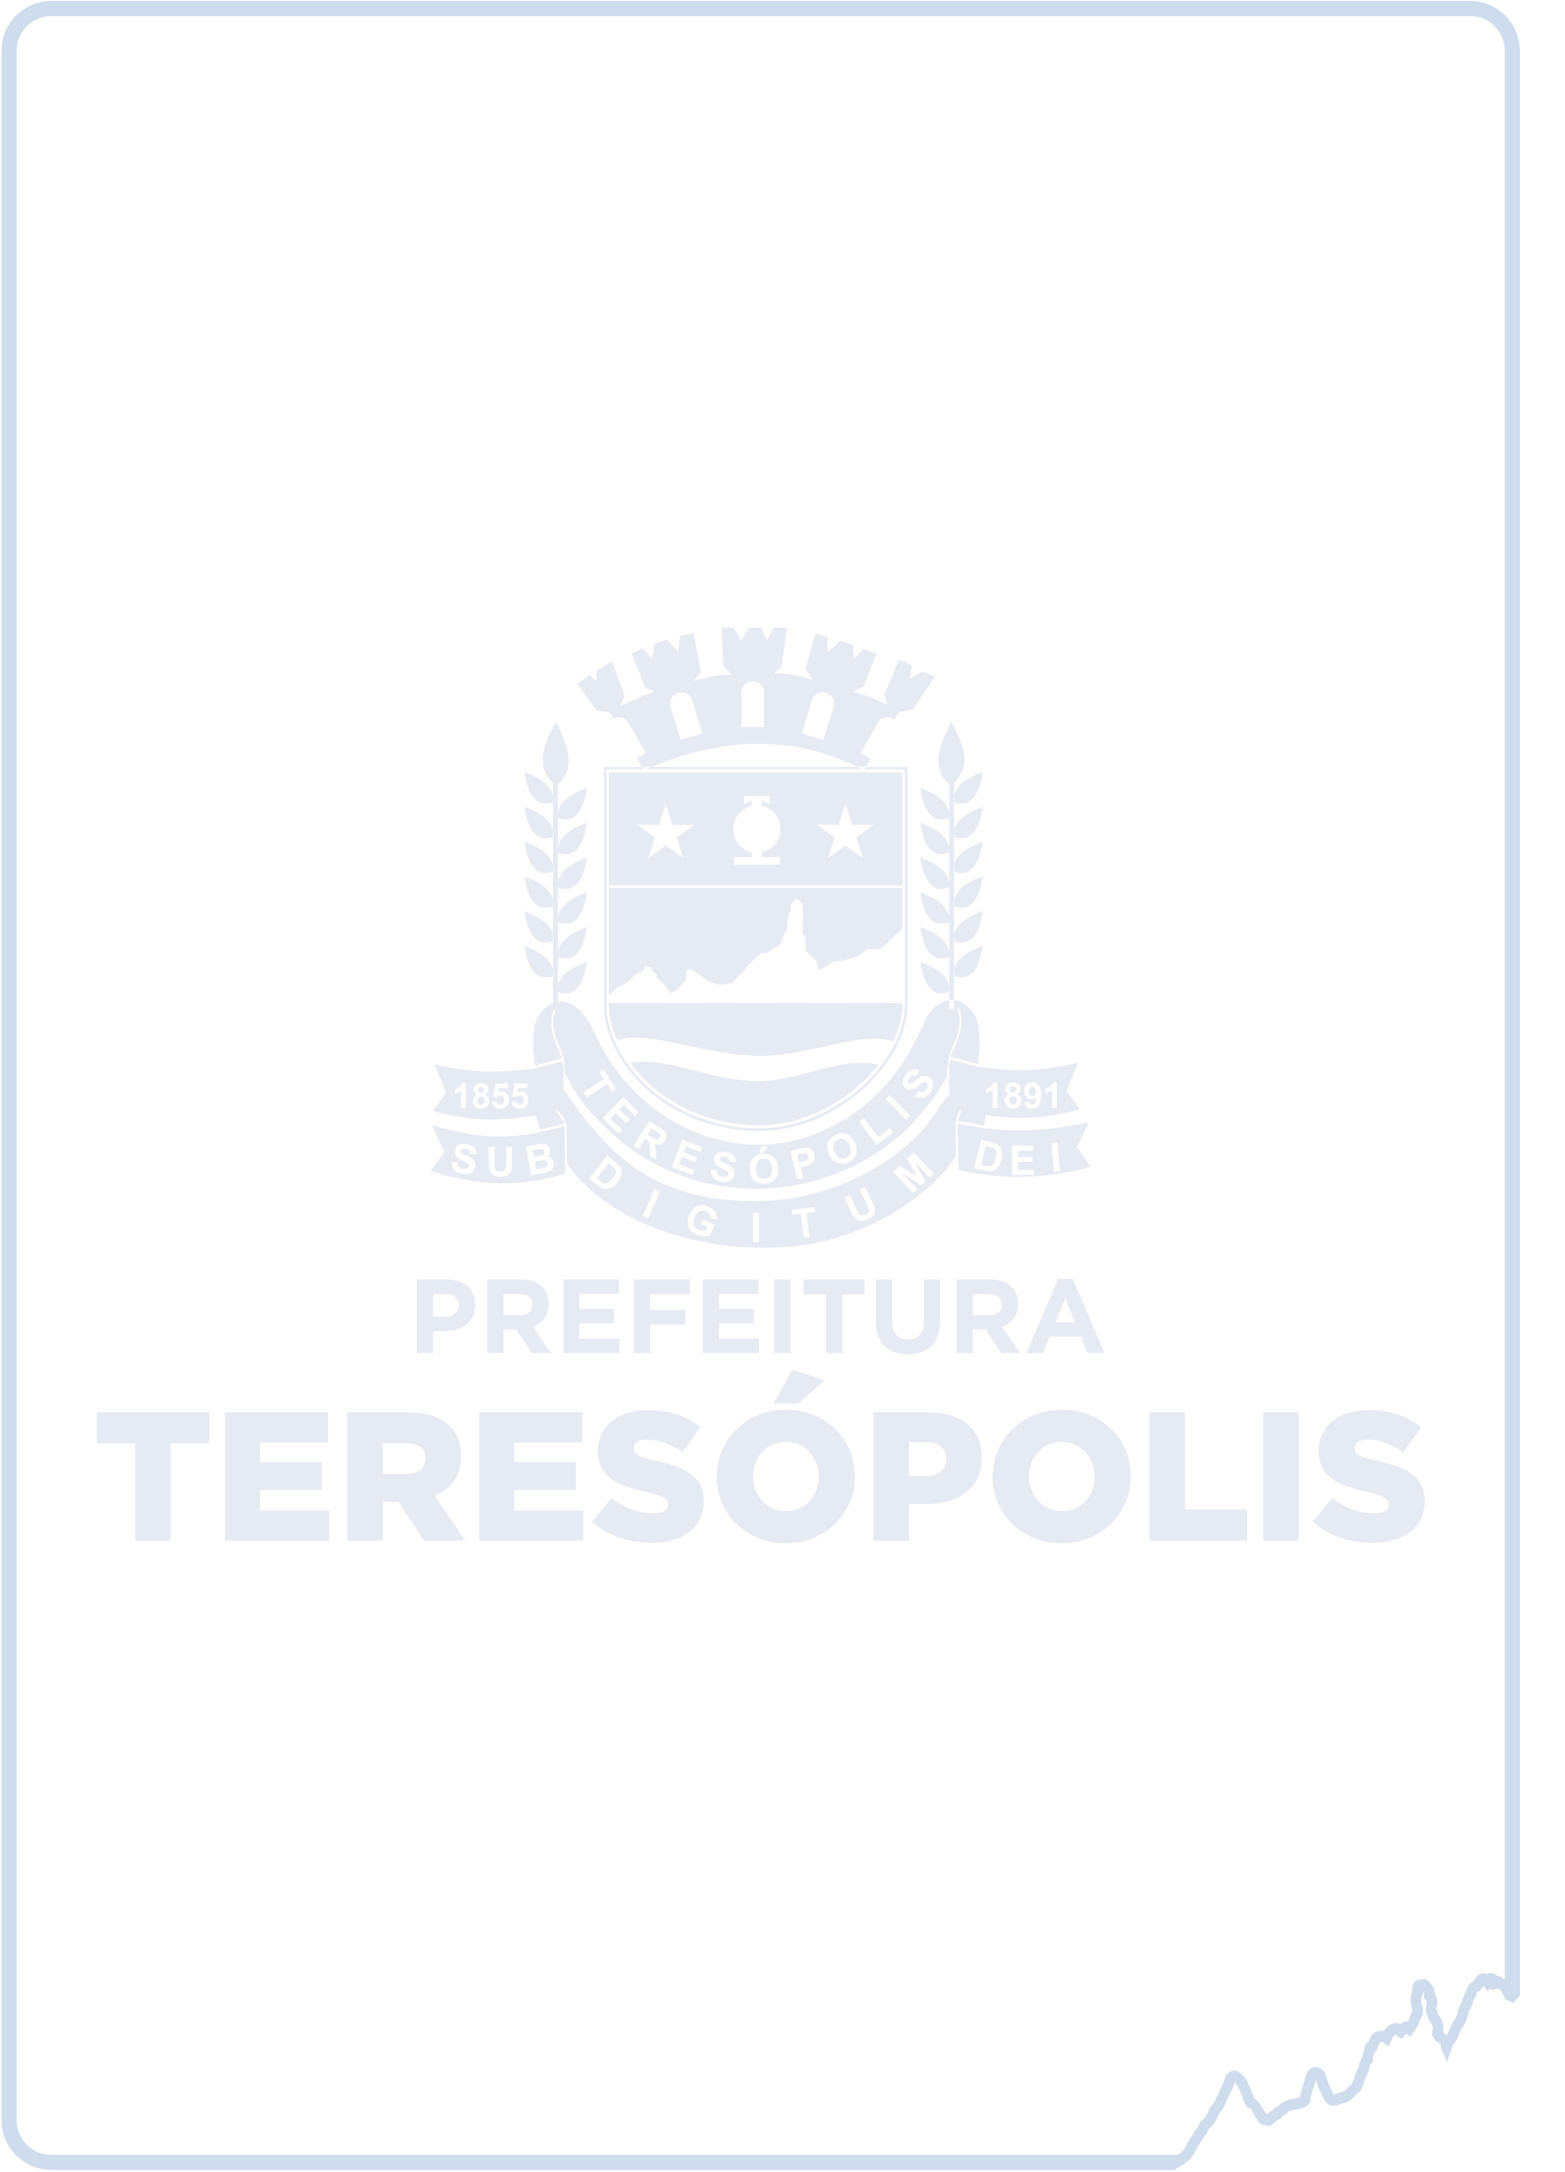 1855
1891
TERESÓPOLIS
SUB
DIGITUM
DEI
PREFEITURA
TERESÓPOLIS